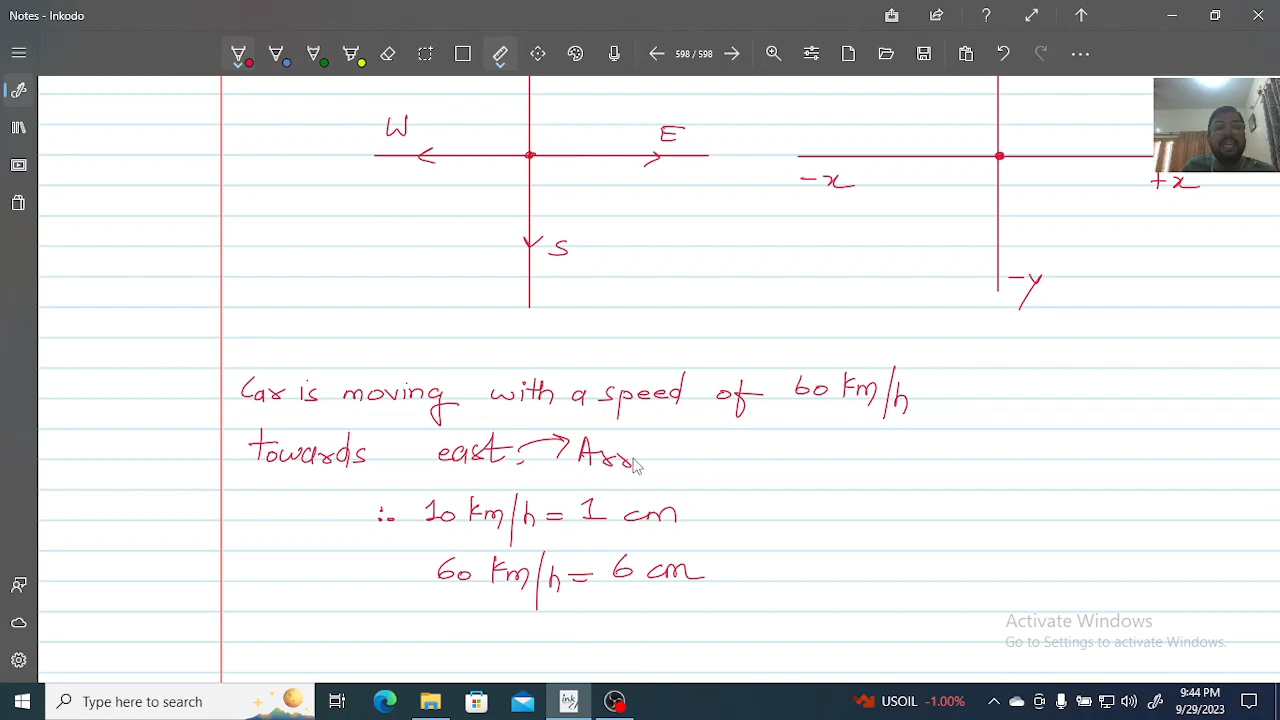 Notes - Inkodo
598 / 598
W
E
-x
+x
S
-y
Car is moving with a speed of 60 Km/h
towards east. → Arr
∴ 10 Km/h = 1 cm
60 Km/h = 6 cm
Activate Windows
Go to Settings to activate Windows.
Type here to search
ink
USOIL -1.00%
9:44 PM
9/29/2023